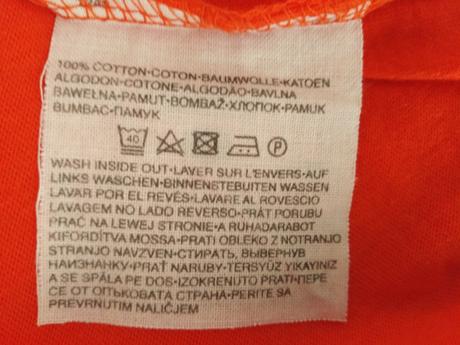 100% COTTON•COTON•BAUMWOLLE•KATOEN
ALGODON•COTONE•ALGODÃO•BAVLNA
BAWEŁNA•PAMUT•BOMBAŽ•ХЛОПОК•PAMUK
BUMBAC•ПАМУК
40 P
WASH INSIDE OUT•LAVER SUR L'ENVERS•AUF
LINKS WASCHEN•BINNENSTEBUITEN WASSEN
LAVAR POR EL REVÉS•LAVARE AL ROVESCIO
LAVAGEM NO LADO REVERSO•PRÁT PORUBU
PRAĆ NA LEWEJ STRONIE•A RUHADARABOT
KIFORDÍTVA MOSSA•PRATI OBLEKO Z NOTRANJO
STRANJO NAVZVEN•СТИРАТЬ, ВЫВЕРНУВ
НАИЗНАНКУ•PRAŤ NARUBY•TERSYÜZ YIKAYINIZ
A SE SPĂLA PE DOS•IZOKRENUTO PRATI•ПЕРЕ
СЕ ОТ ОПЪКОВАТА СТРАНА•PERITE SA
PREVRNUTIM NALIČJEM